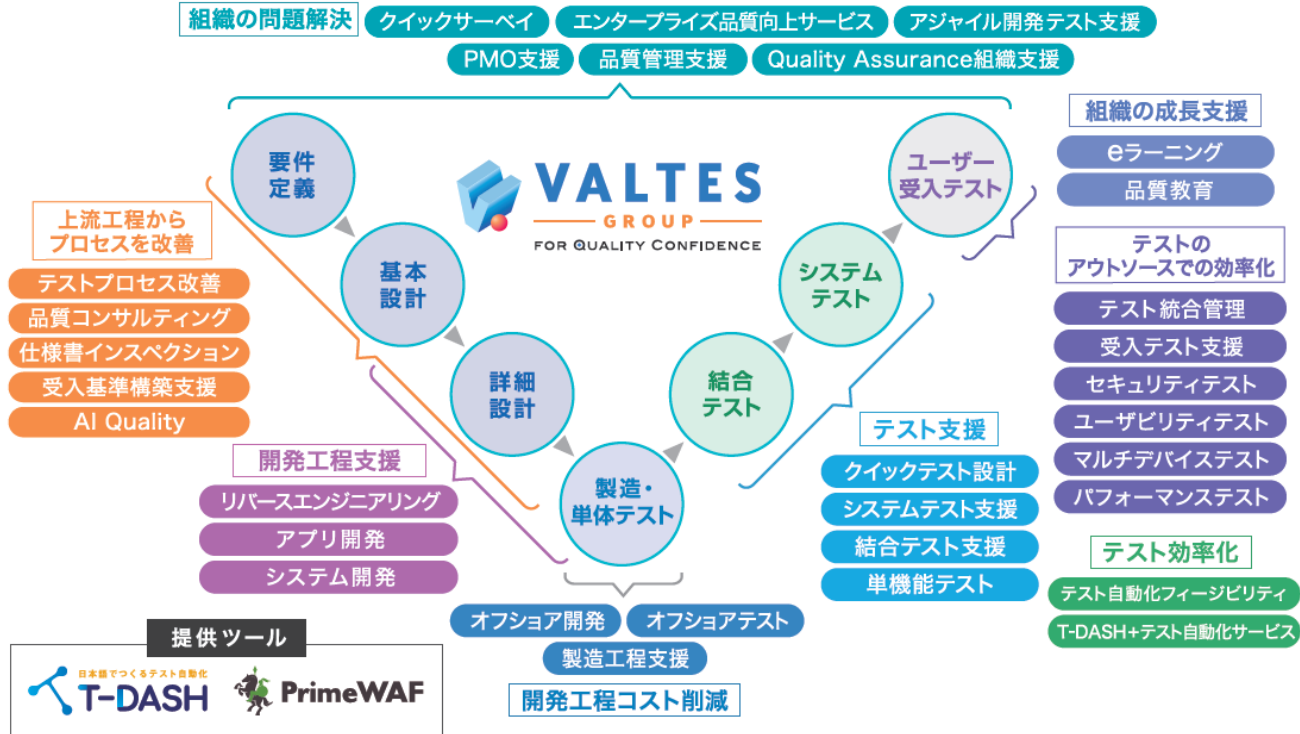 組織の問題解決
クイックサーベイ
エンタープライズ品質向上サービス
アジャイル開発テスト支援
PMO支援
品質管理支援
Quality Assurance組織支援
要件
定義
基本
設計
詳細
設計
製造・
単体テスト
結合
テスト
システム
テスト
ユーザー
受入テスト
VALTES
GROUP
FOR QUALITY CONFIDENCE
上流工程から
プロセスを改善
テストプロセス改善
品質コンサルティング
仕様書インスペクション
受入基準構築支援
AI Quality
開発工程支援
リバースエンジニアリング
アプリ開発
システム開発
オフショア開発
オフショアテスト
製造工程支援
開発工程コスト削減
テスト支援
クイックテスト設計
システムテスト支援
結合テスト支援
単機能テスト
組織の成長支援
eラーニング
品質教育
テストの
アウトソースでの効率化
テスト統合管理
受入テスト支援
セキュリティテスト
ユーザビリティテスト
マルチデバイステスト
パフォーマンステスト
テスト効率化
テスト自動化フィージビリティ
T-DASH+テスト自動化サービス
提供ツール
日本語でつくるテスト自動化
T-DASH
PrimeWAF